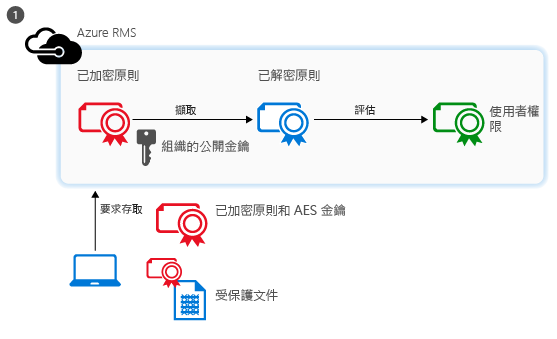 1
Azure RMS
已加密原則
已解密原則
擷取
評估
使用者權
限
組織的公開金鑰
要求存取
已加密原則和 AES 金鑰
受保護文件